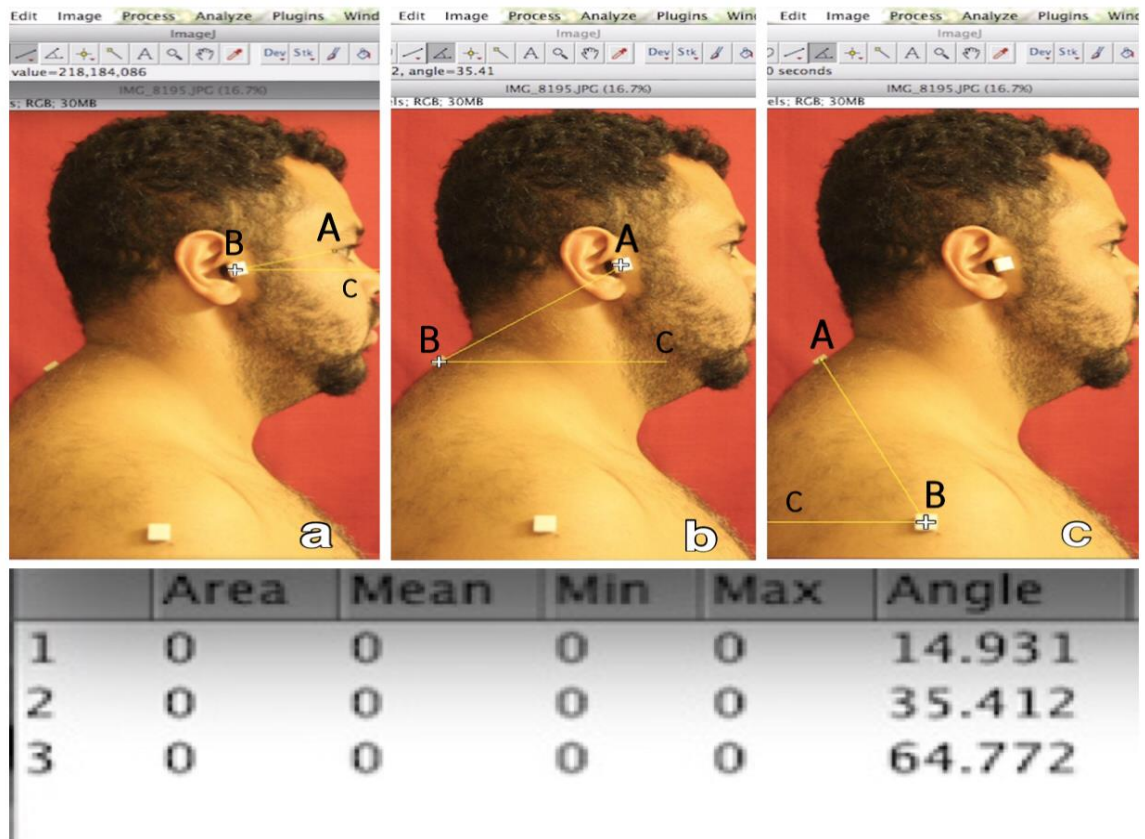 Edit Image Process Analyze Plugins Wind
ImageJ
A Dev Stk
value=218,184,086
IMG_8195.JPG (16.7%)
s; RGB; 30MB
A
B
C
a
Edit Image Process Analyze Plugins Wind
ImageJ
A Dev Stk
2, angle=35.41
IMG_8195.JPG (16.7%)
els; RGB; 30MB
A
B
C
b
Edit Image Process Analyze Plugins Win
ImageJ
A Dev Stk
0 seconds
IMG_8195.JPG (16.7%)
els; RGB; 30MB
A
B
C
c
Area Mean Min Max Angle
1 0 0 0 0 14.931
2 0 0 0 0 35.412
3 0 0 0 0 64.772